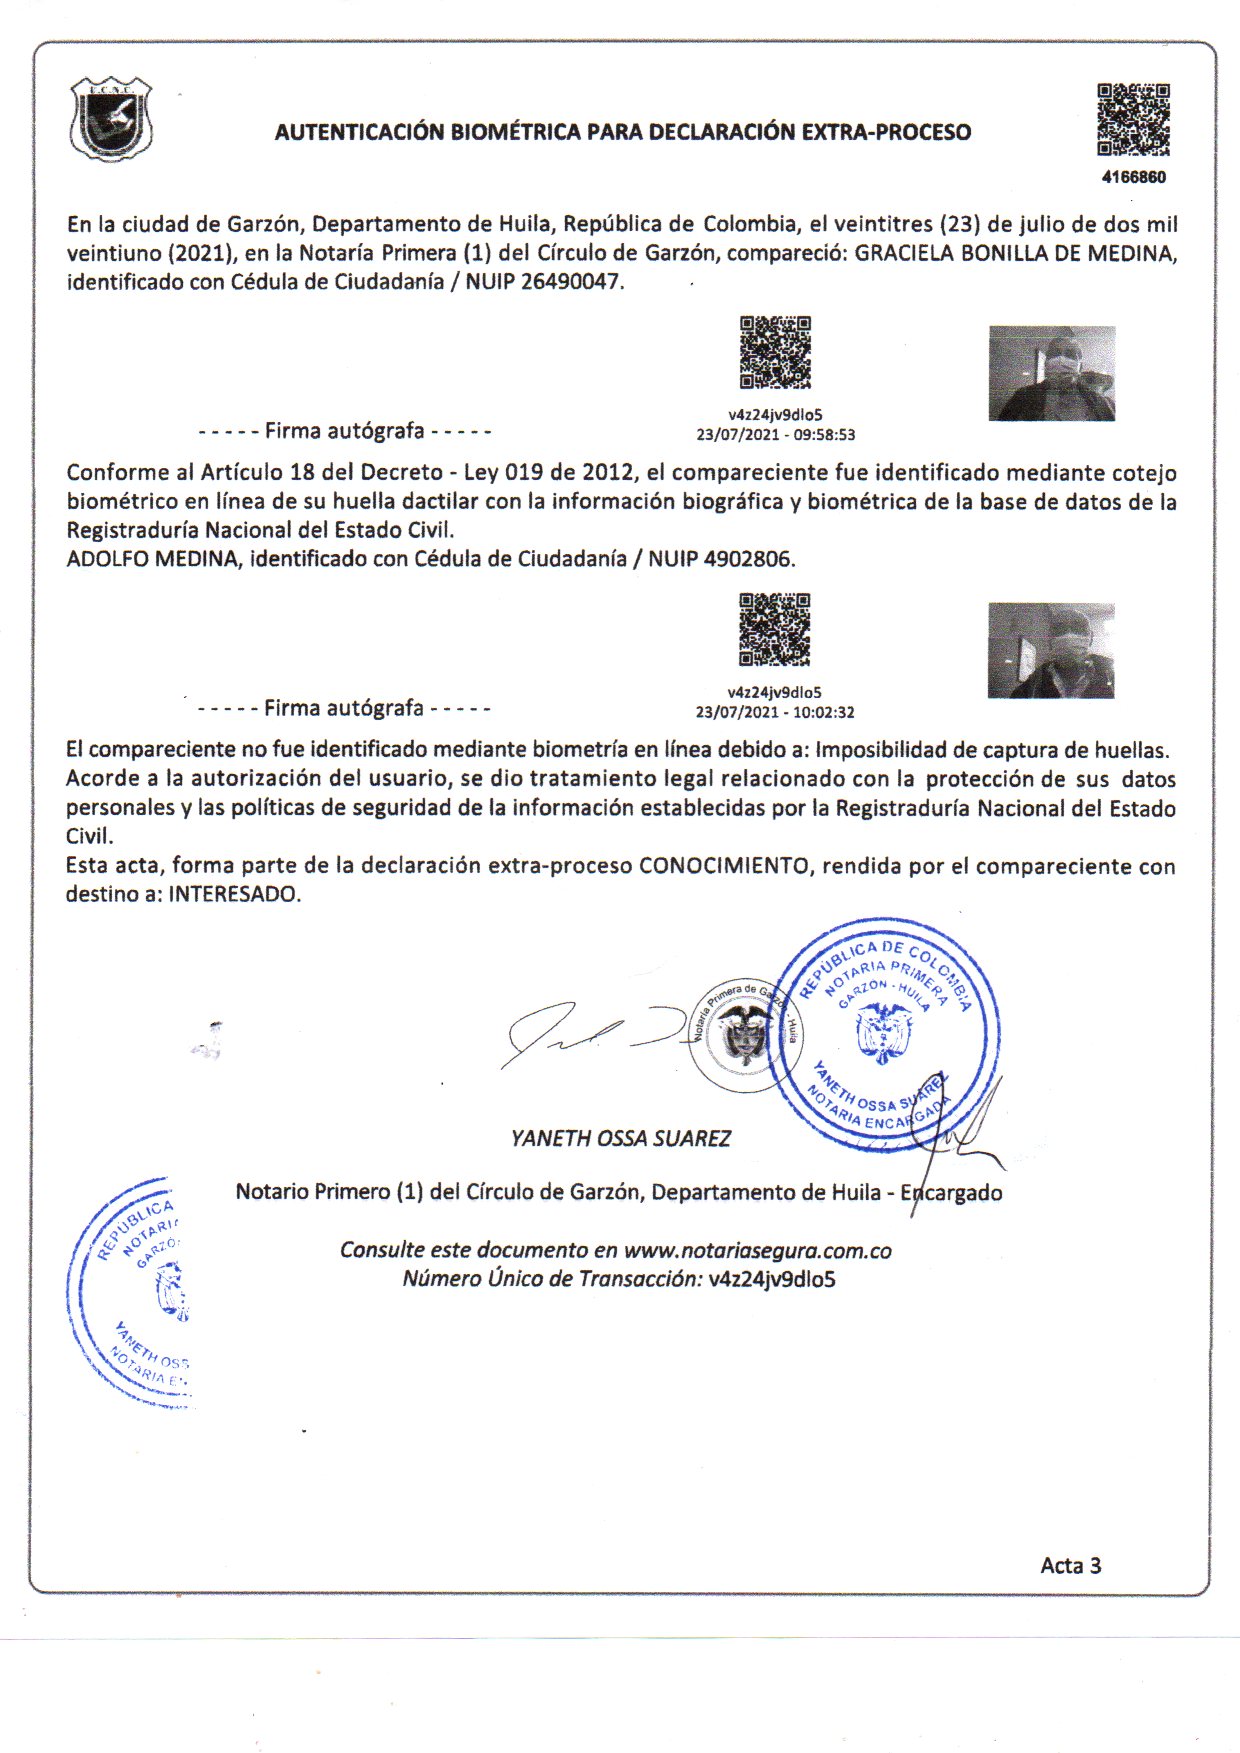 U.C.N.C.
AUTENTICACIÓN BIOMÉTRICA PARA DECLARACIÓN EXTRA-PROCESO
4166860
En la ciudad de Garzón, Departamento de Huila, República de Colombia, el veintitres (23) de julio de dos mil
veintiuno (2021), en la Notaría Primera (1) del Círculo de Garzón, compareció: GRACIELA BONILLA DE MEDINA,
identificado con Cédula de Ciudadanía / NUIP 26490047.
v4z24jv9dlo5
----- Firma autógrafa -----
23/07/2021 - 09:58:53
Conforme al Artículo 18 del Decreto - Ley 019 de 2012, el compareciente fue identificado mediante cotejo
biométrico en línea de su huella dactilar con la información biográfica y biométrica de la base de datos de la
Registraduría Nacional del Estado Civil.
ADOLFO MEDINA, identificado con Cédula de Ciudadanía / NUIP 4902806.
v4z24jv9dlo5
----- Firma autógrafa -----
23/07/2021 - 10:02:32
El compareciente no fue identificado mediante biometría en línea debido a: Imposibilidad de captura de huellas.
Acorde a la autorización del usuario, se dio tratamiento legal relacionado con la protección de sus datos
personales y las políticas de seguridad de la información establecidas por la Registraduría Nacional del Estado
Civil.
Esta acta, forma parte de la declaración extra-proceso CONOCIMIENTO, rendida por el compareciente con
destino a: INTERESADO.
Notaría Primera de Garzón - Huila
REPÚBLICA DE COLOMBIA
NOTARIA PRIMERA
GARZÓN - HUILA
YANETH OSSA SUAREZ
NOTARIA ENCARGADA
YANETH OSSA SUAREZ
Notario Primero (1) del Círculo de Garzón, Departamento de Huila - Encargado
REPÚBLICA
NOTARI
GARZÓ
YANETH OSS
NOTARIA E
Consulte este documento en www.notariasegura.com.co
Número Único de Transacción: v4z24jv9dlo5
Acta 3